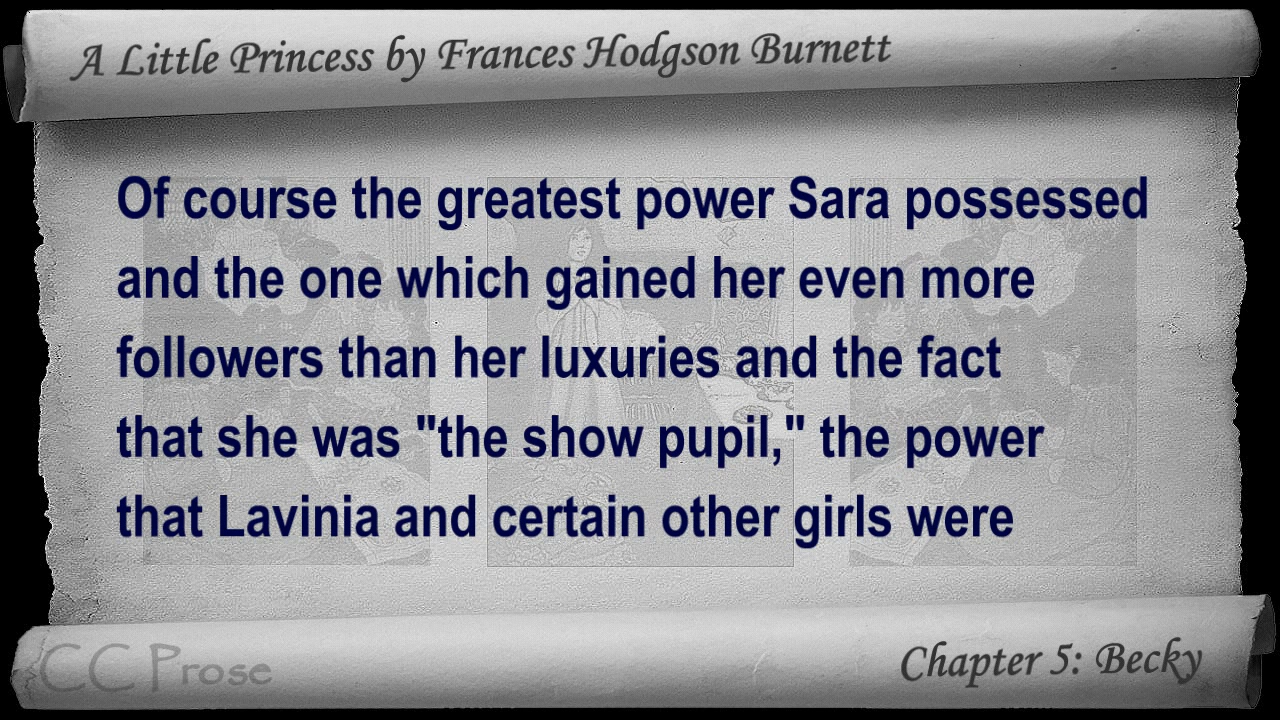 A Little Princess by Frances Hodgson Burnett
Of course the greatest power Sara possessed
and the one which gained her even more
followers than her luxuries and the fact
that she was "the show pupil," the power
that Lavinia and certain other girls were
CC Prose
Chapter 5: Becky